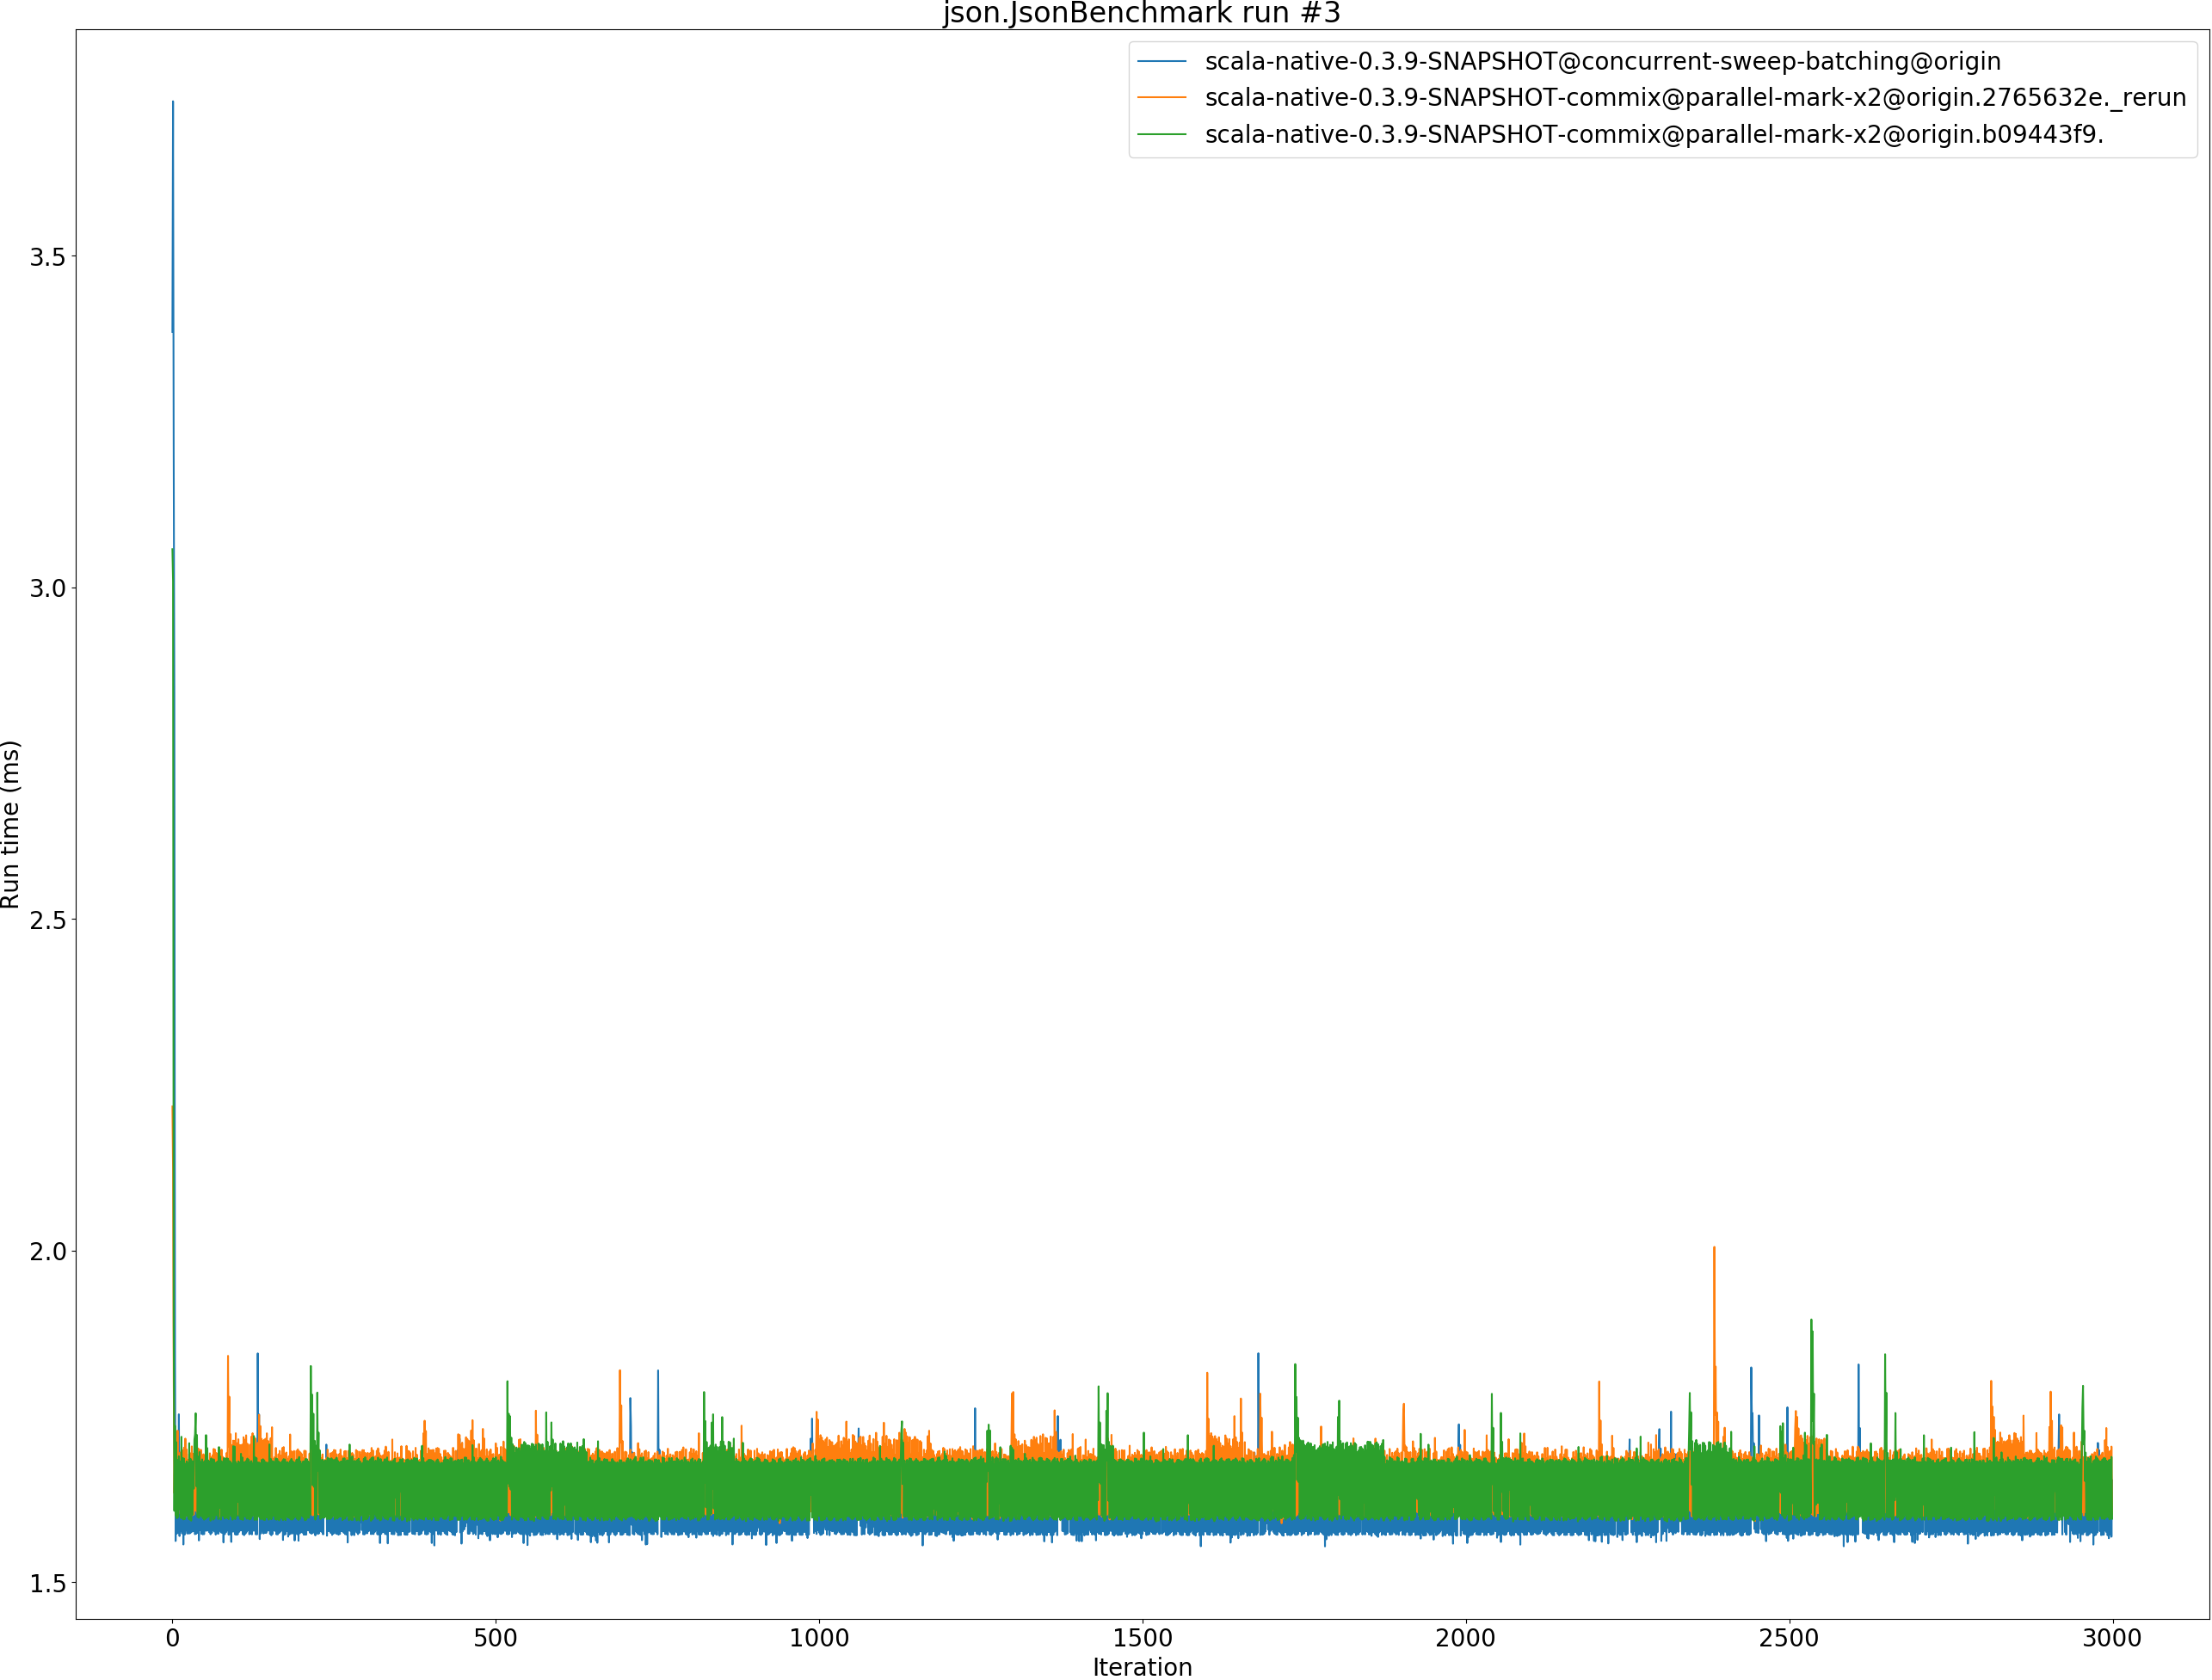 json.JsonBenchmark run #3
scala-native-0.3.9-SNAPSHOT@concurrent-sweep-batching@origin
scala-native-0.3.9-SNAPSHOT-commix@parallel-mark-x2@origin.2765632e._rerun
scala-native-0.3.9-SNAPSHOT-commix@parallel-mark-x2@origin.b09443f9.
3.5
3.0
2.5
2.0
1.5
Run time (ms)
0 500 1000 1500 2000 2500 3000
Iteration